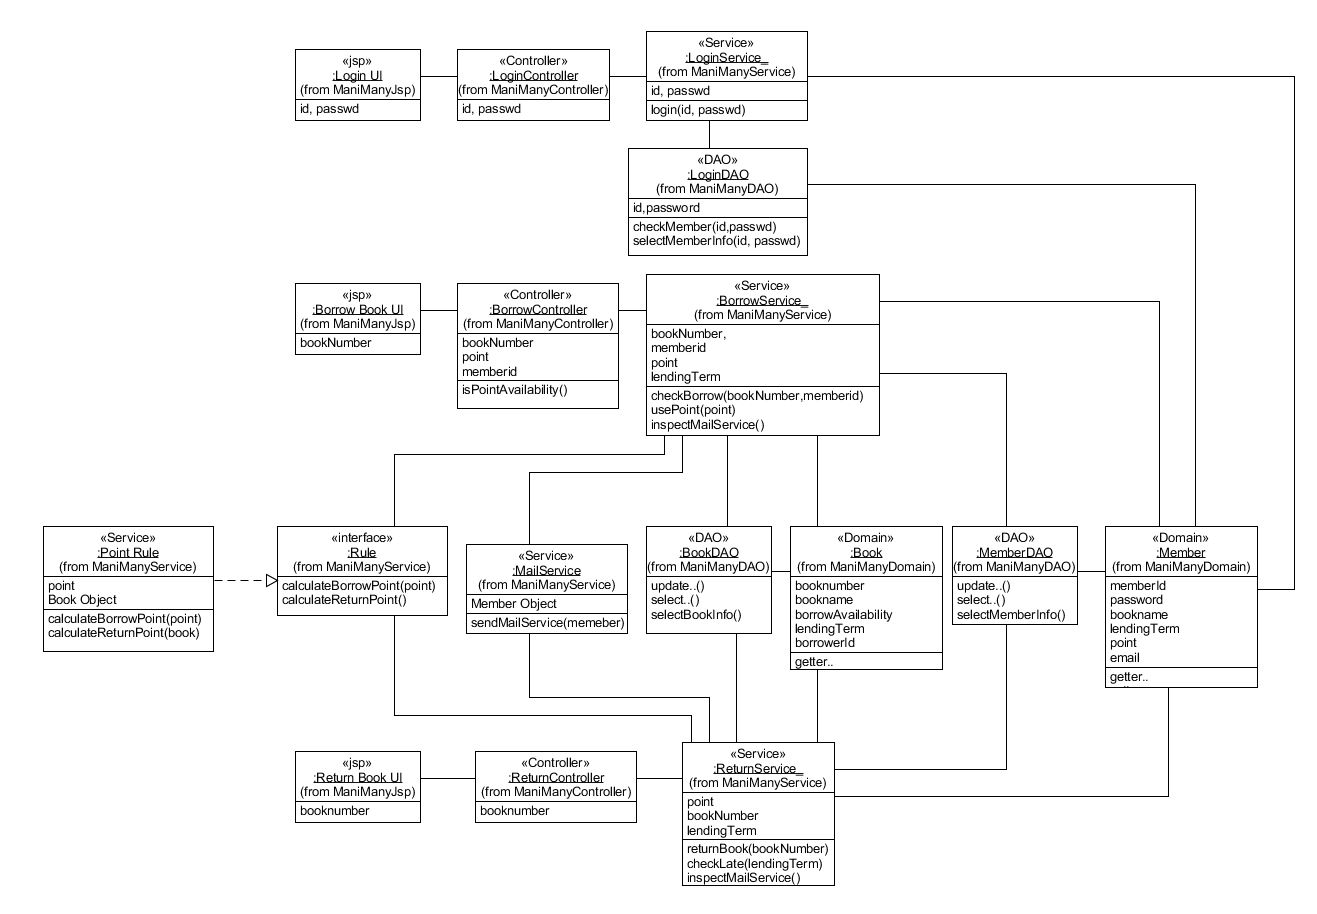 «jsp»
:Login UI
(from ManiManyJsp)
id, passwd
«Controller»
:LoginController
(from ManiManyController)
id, passwd
«Service»
:LoginService_
(from ManiManyService)
id, passwd
login(id, passwd)
«DAO»
:LoginDAO
(from ManiManyDAO)
id,password
checkMember(id,passwd)
selectMemberInfo(id, passwd)
«jsp»
:Borrow Book UI
(from ManiManyJsp)
bookNumber
«Controller»
:BorrowController
(from ManiManyController)
bookNumber
point
memberid
isPointAvailability()
«Service»
:BorrowService_
(from ManiManyService)
bookNumber,
memberid
point
lendingTerm
checkBorrow(bookNumber,memberid)
usePoint(point)
inspectMailService()
«Service»
:Point Rule
(from ManiManyService)
point
Book Object
calculateBorrowPoint(point)
calculateReturnPoint(book)
«interface»
:Rule
(from ManiManyService)
calculateBorrowPoint(point)
calculateReturnPoint()
«Service»
:MailService
(from ManiManyService)
Member Object
sendMailService(memeber)
«DAO»
:BookDAO
(from ManiManyDAO)
update..()
select..()
selectBookInfo()
«Domain»
:Book
(from ManiManyDomain)
booknumber
bookname
borrowAvailability
lendingTerm
borrowerId
getter..
«DAO»
:MemberDAO
(from ManiManyDAO)
update..()
select..()
selectMemberInfo()
«Domain»
:Member
(from ManiManyDomain)
memberId
password
bookname
lendingTerm
point
email
getter..
«jsp»
:Return Book UI
(from ManiManyJsp)
booknumber
«Controller»
:ReturnController
(from ManiManyController)
booknumber
«Service»
:ReturnService_
(from ManiManyService)
point
bookNumber
lendingTerm
returnBook(bookNumber)
checkLate(lendingTerm)
inspectMailService()